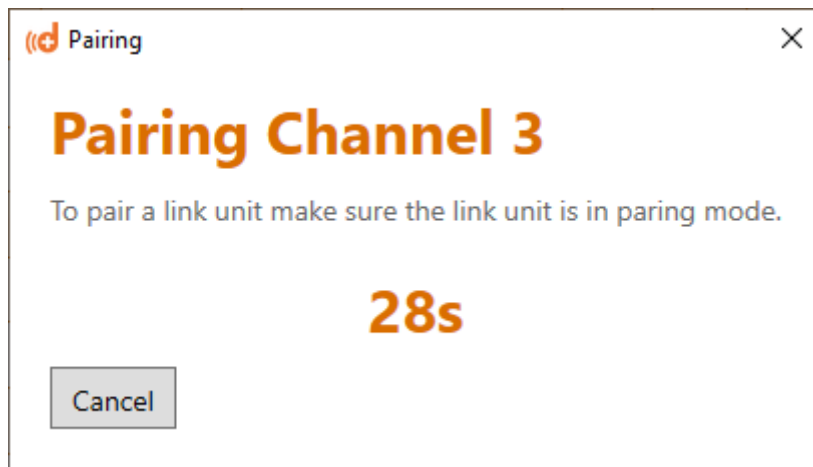 Pairing
Pairing Channel 3
To pair a link unit make sure the link unit is in paring mode.
28s
Cancel